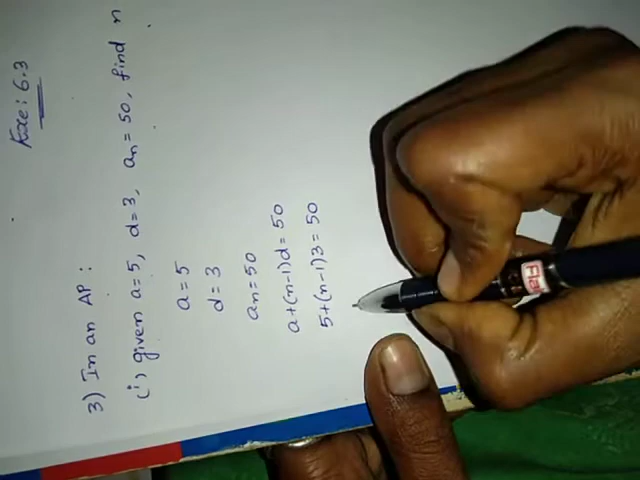 Exe: 6.3
3) In an AP:
(i) given a=5, d=3, an=50, find n
a=5
d=3
an=50
a+(n-1)d=50
5+(n-1)3=50
Flai